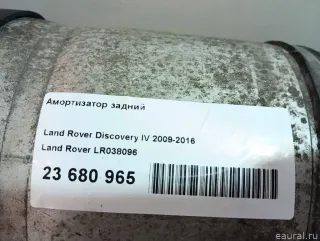 Амортизатор задний
Land Rover Discovery IV 2009-2016
Land Rover LR038096
23 680 965
eaural.ru